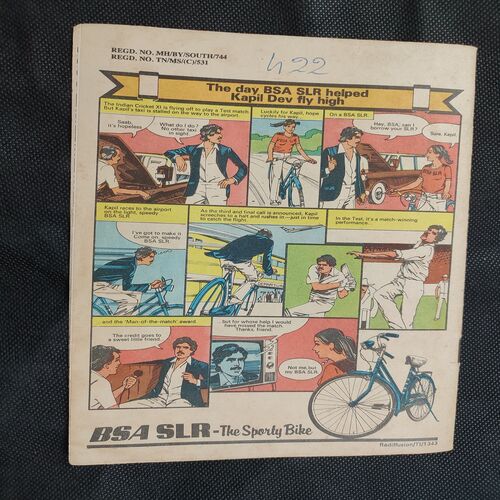 REGD. NO. MH/BY/SOUTH/744
REGD. NO. TN/MS/(C)/531
422
The day BSA SLR helped
Kapil Dev fly high
The Indian Cricket XI is flying off to play a Test match.
But Kapil's taxi is stalled on the way to the airport.
Saab,
it's hopeless
What do I do?
No other taxi
in sight.
Luckily for Kapil, hope
cycles his way
On a BSA SLR.
Hey, BSA, can I
borrow your SLR?
Sure, Kapil.
Kapil races to the airport
on the light, speedy
BSA SLR.
I've got to make it
Come on, speedy
BSA SLR.
As the third and final call is announced, Kapil
screeches to a halt and rushes in—just in time
to catch the flight.
In the Test, it's a match-winning
performance.
and the 'Man-of-the-match' award.
The credit goes to
a sweet little friend.
but for whose help I would
have missed the match.
Thanks, friend.
Not me, but
my BSA SLR.
BSA SLR - The Sporty Bike
Rediffusion/TI/1343